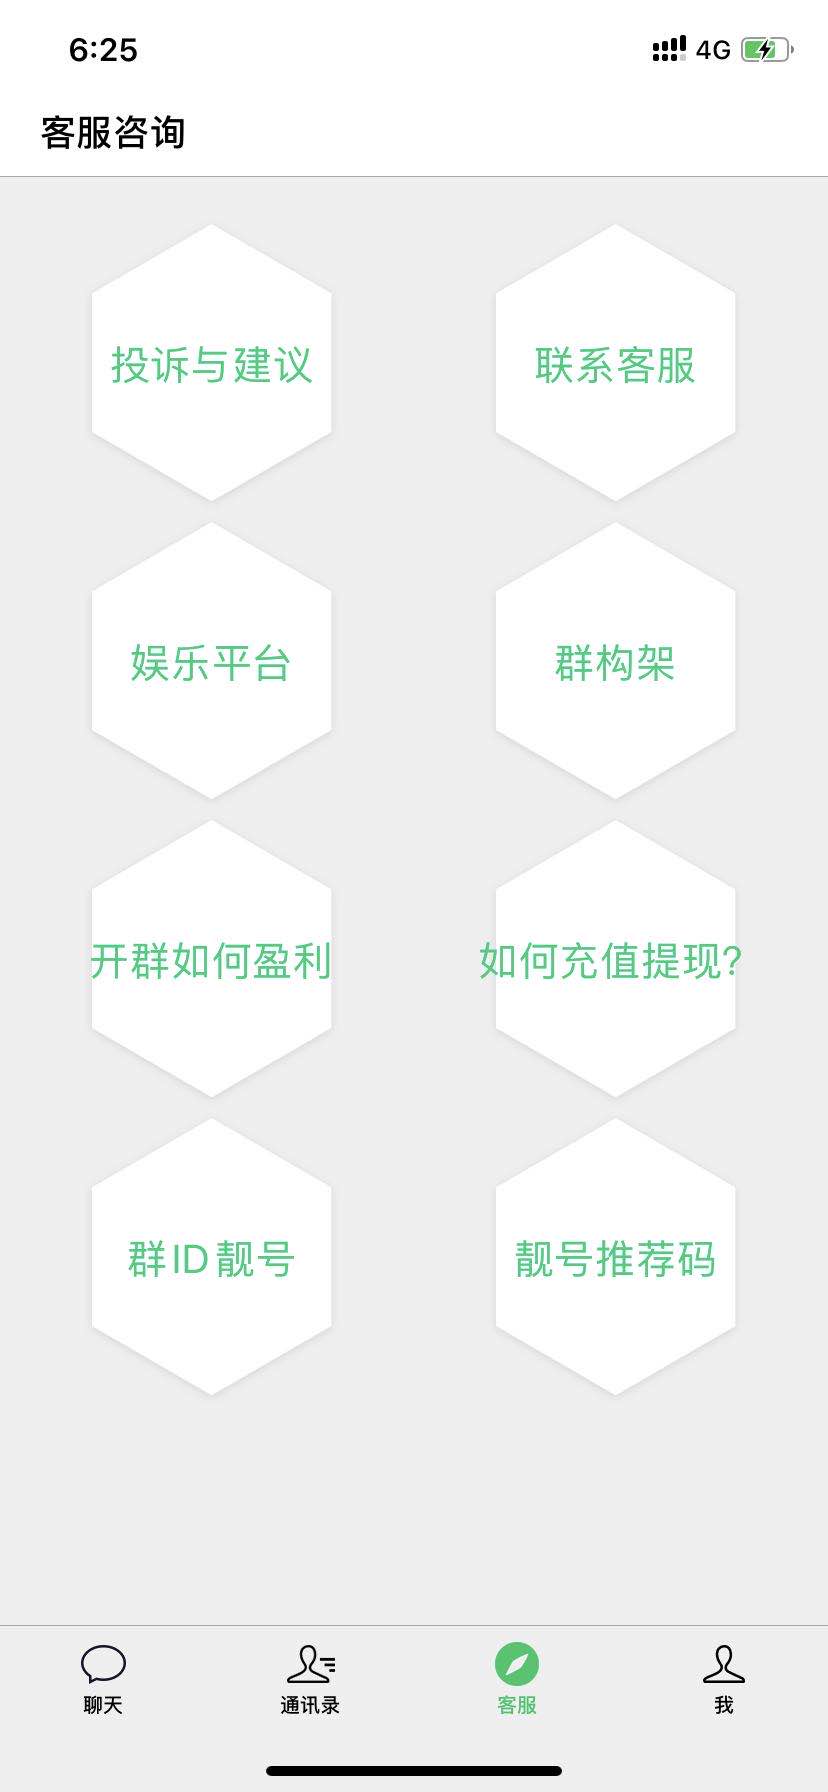 6:25
4G
客服咨询
投诉与建议
联系客服
娱乐平台
群构架
开群如何盈利
如何充值提现?
群ID靓号
靓号推荐码
聊天
通讯录
客服
我